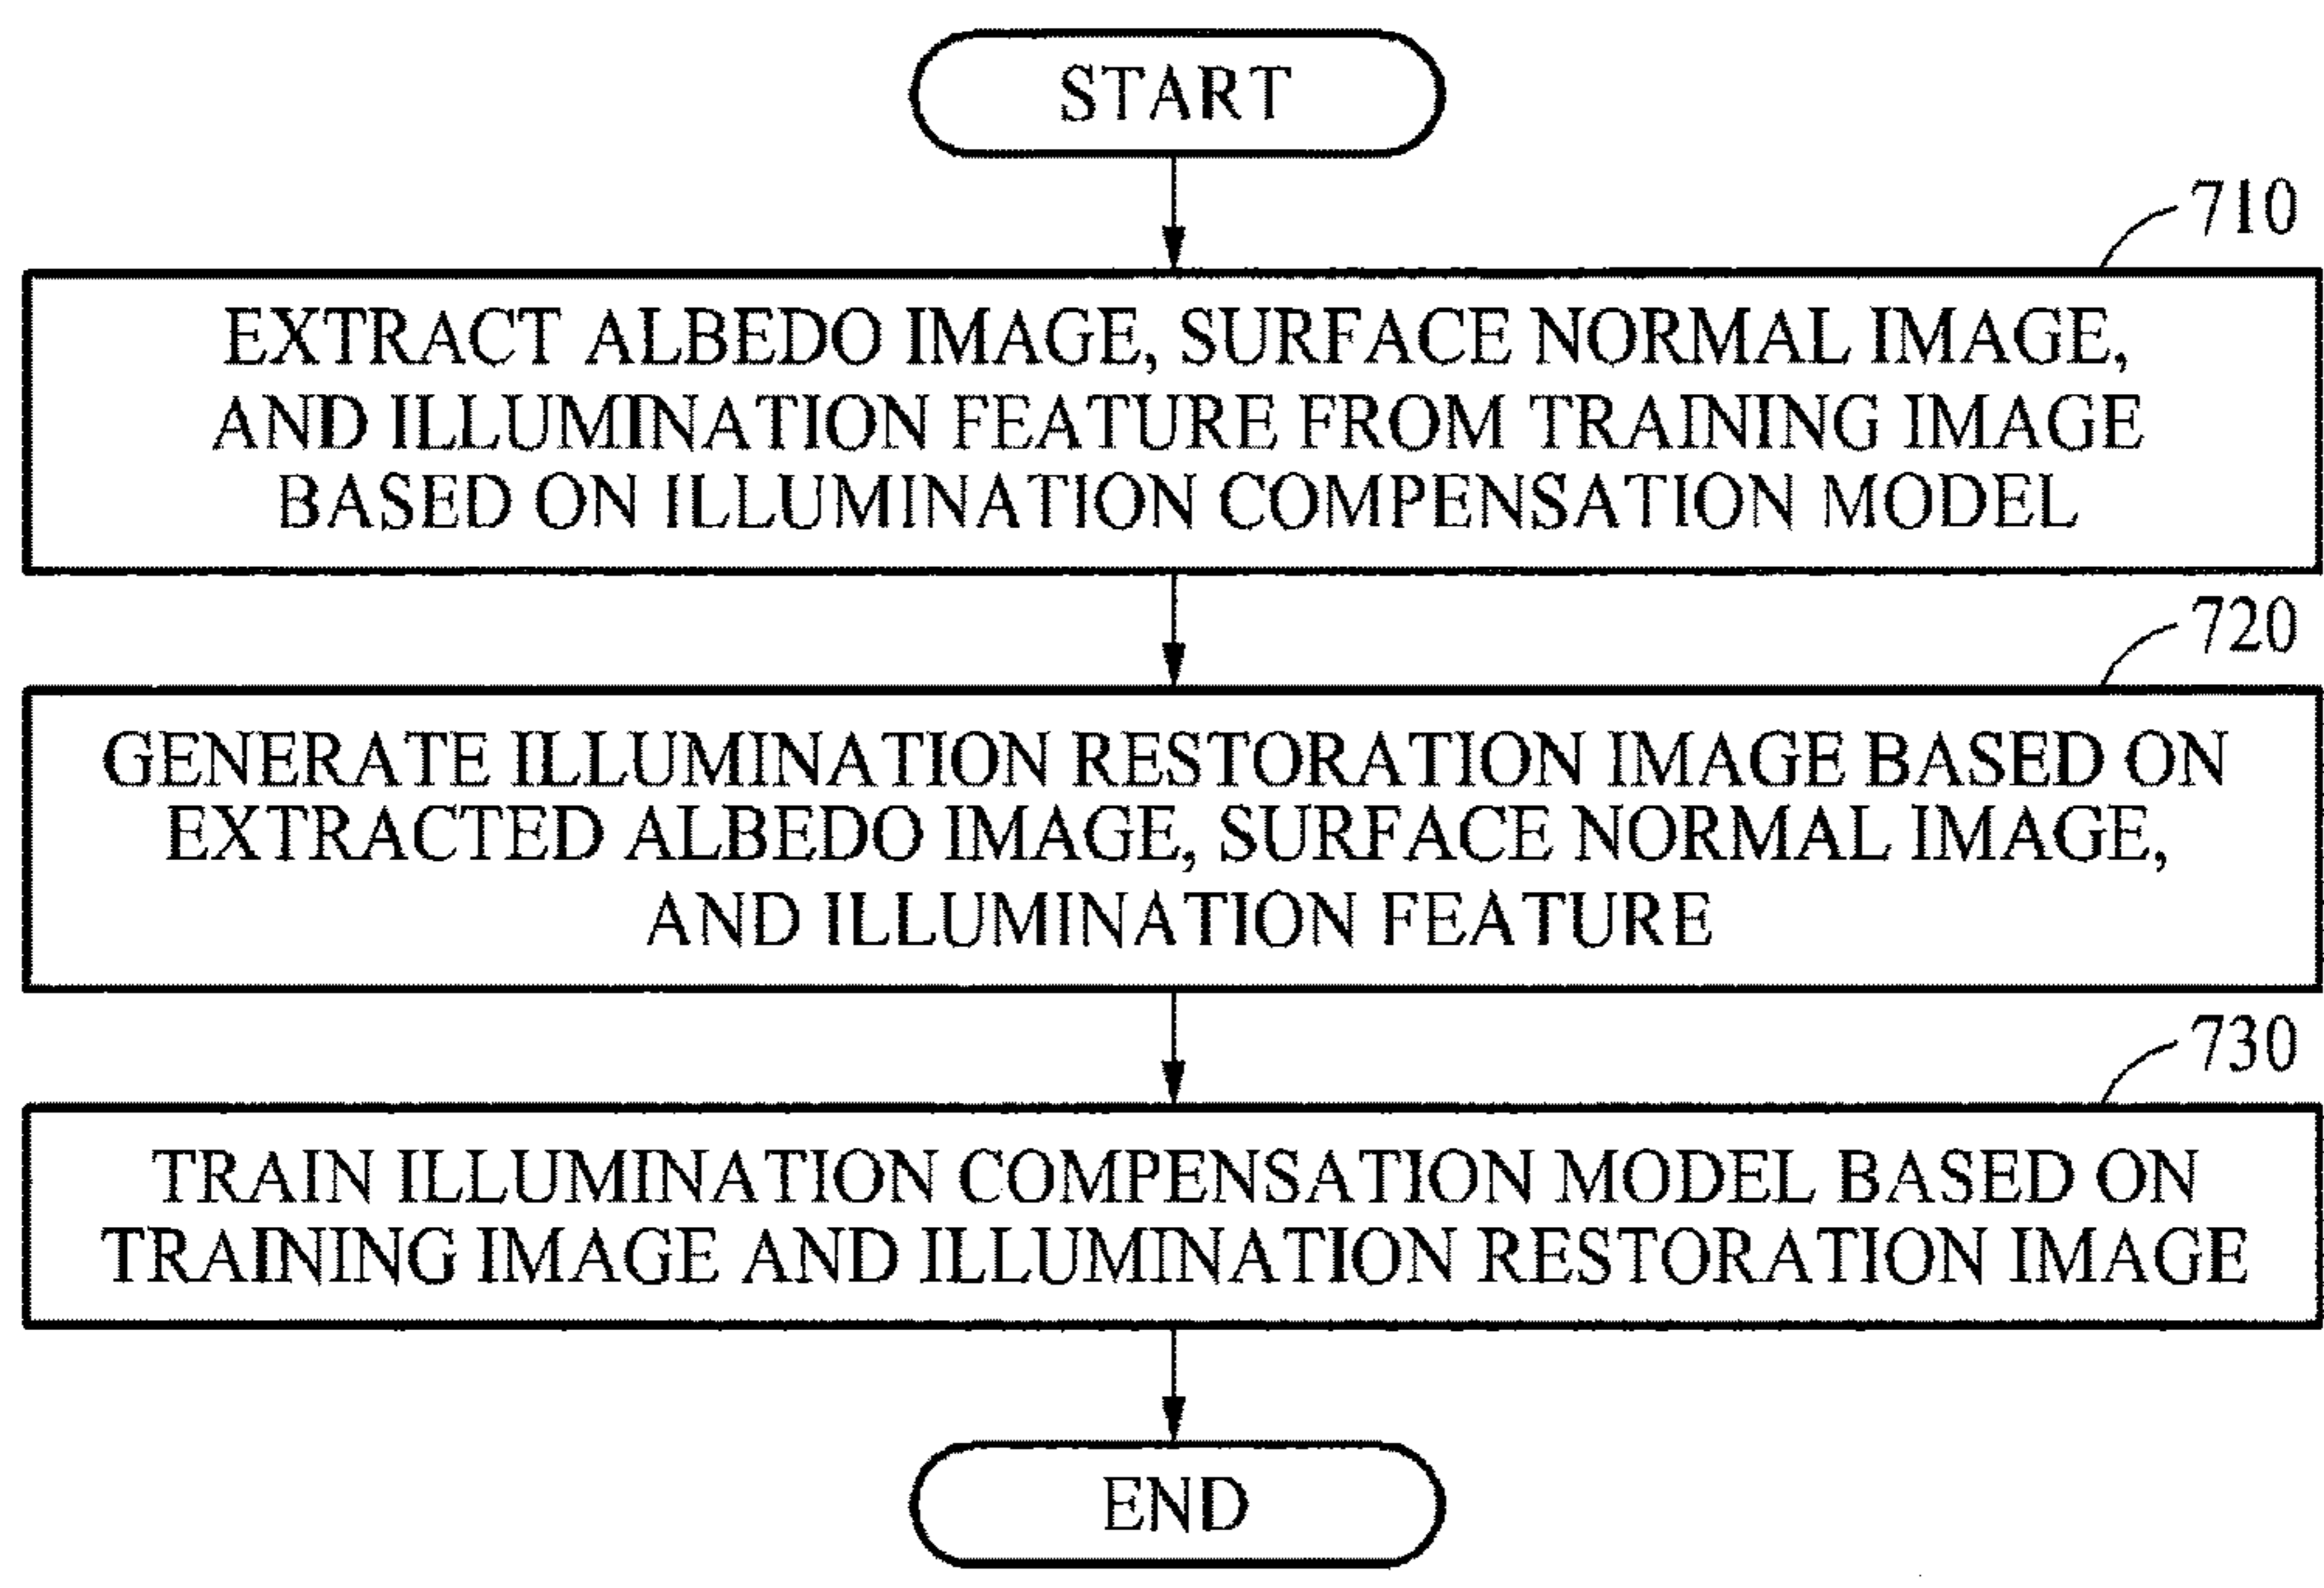 START
710
EXTRACT ALBEDO IMAGE, SURFACE NORMAL IMAGE,
AND ILLUMINATION FEATURE FROM TRAINING IMAGE
BASED ON ILLUMINATION COMPENSATION MODEL
720
GENERATE ILLUMINATION RESTORATION IMAGE BASED ON
EXTRACTED ALBEDO IMAGE, SURFACE NORMAL IMAGE,
AND ILLUMINATION FEATURE
730
TRAIN ILLUMINATION COMPENSATION MODEL BASED ON
TRAINING IMAGE AND ILLUMINATION RESTORATION IMAGE
END